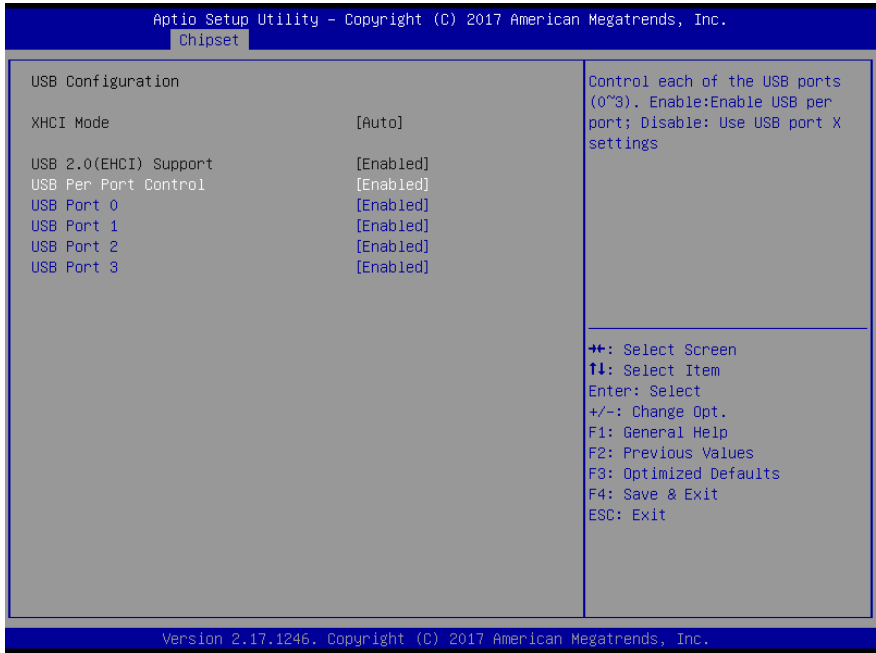 Aptio Setup Utility – Copyright (C) 2017 American Megatrends, Inc.
Chipset
USB Configuration
XHCI Mode [Auto]
USB 2.0(EHCI) Support [Enabled]
USB Per Port Control [Enabled]
USB Port 0 [Enabled]
USB Port 1 [Enabled]
USB Port 2 [Enabled]
USB Port 3 [Enabled]
Control each of the USB ports
(0~3). Enable:Enable USB per
port; Disable: Use USB port X
settings
→←: Select Screen
↑↓: Select Item
Enter: Select
+/-: Change Opt.
F1: General Help
F2: Previous Values
F3: Optimized Defaults
F4: Save & Exit
ESC: Exit
Version 2.17.1246. Copyright (C) 2017 American Megatrends, Inc.